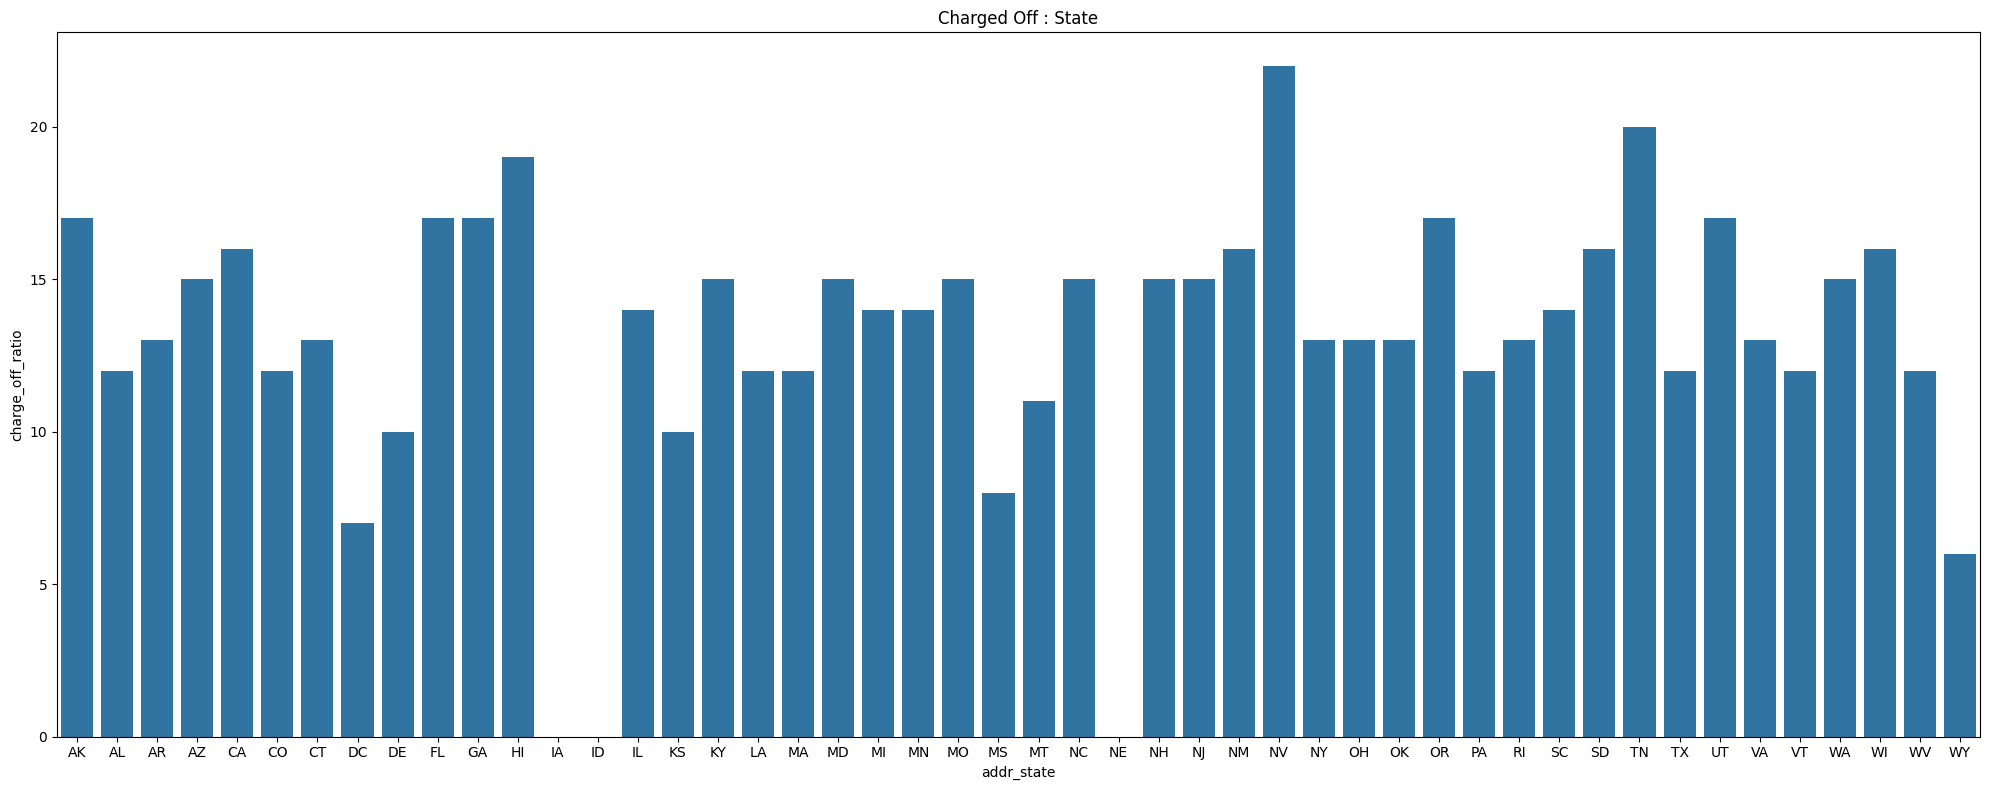 Charged Off : State
charge_off_ratio
20
15
10
5
0
AK AL AR AZ CA CO CT DC DE FL GA HI IA ID IL KS KY LA MA MD MI MN MO MS MT NC NE NH NJ NM NV NY OH OK OR PA RI SC SD TN TX UT VA VT WA WI WV WY
addr_state